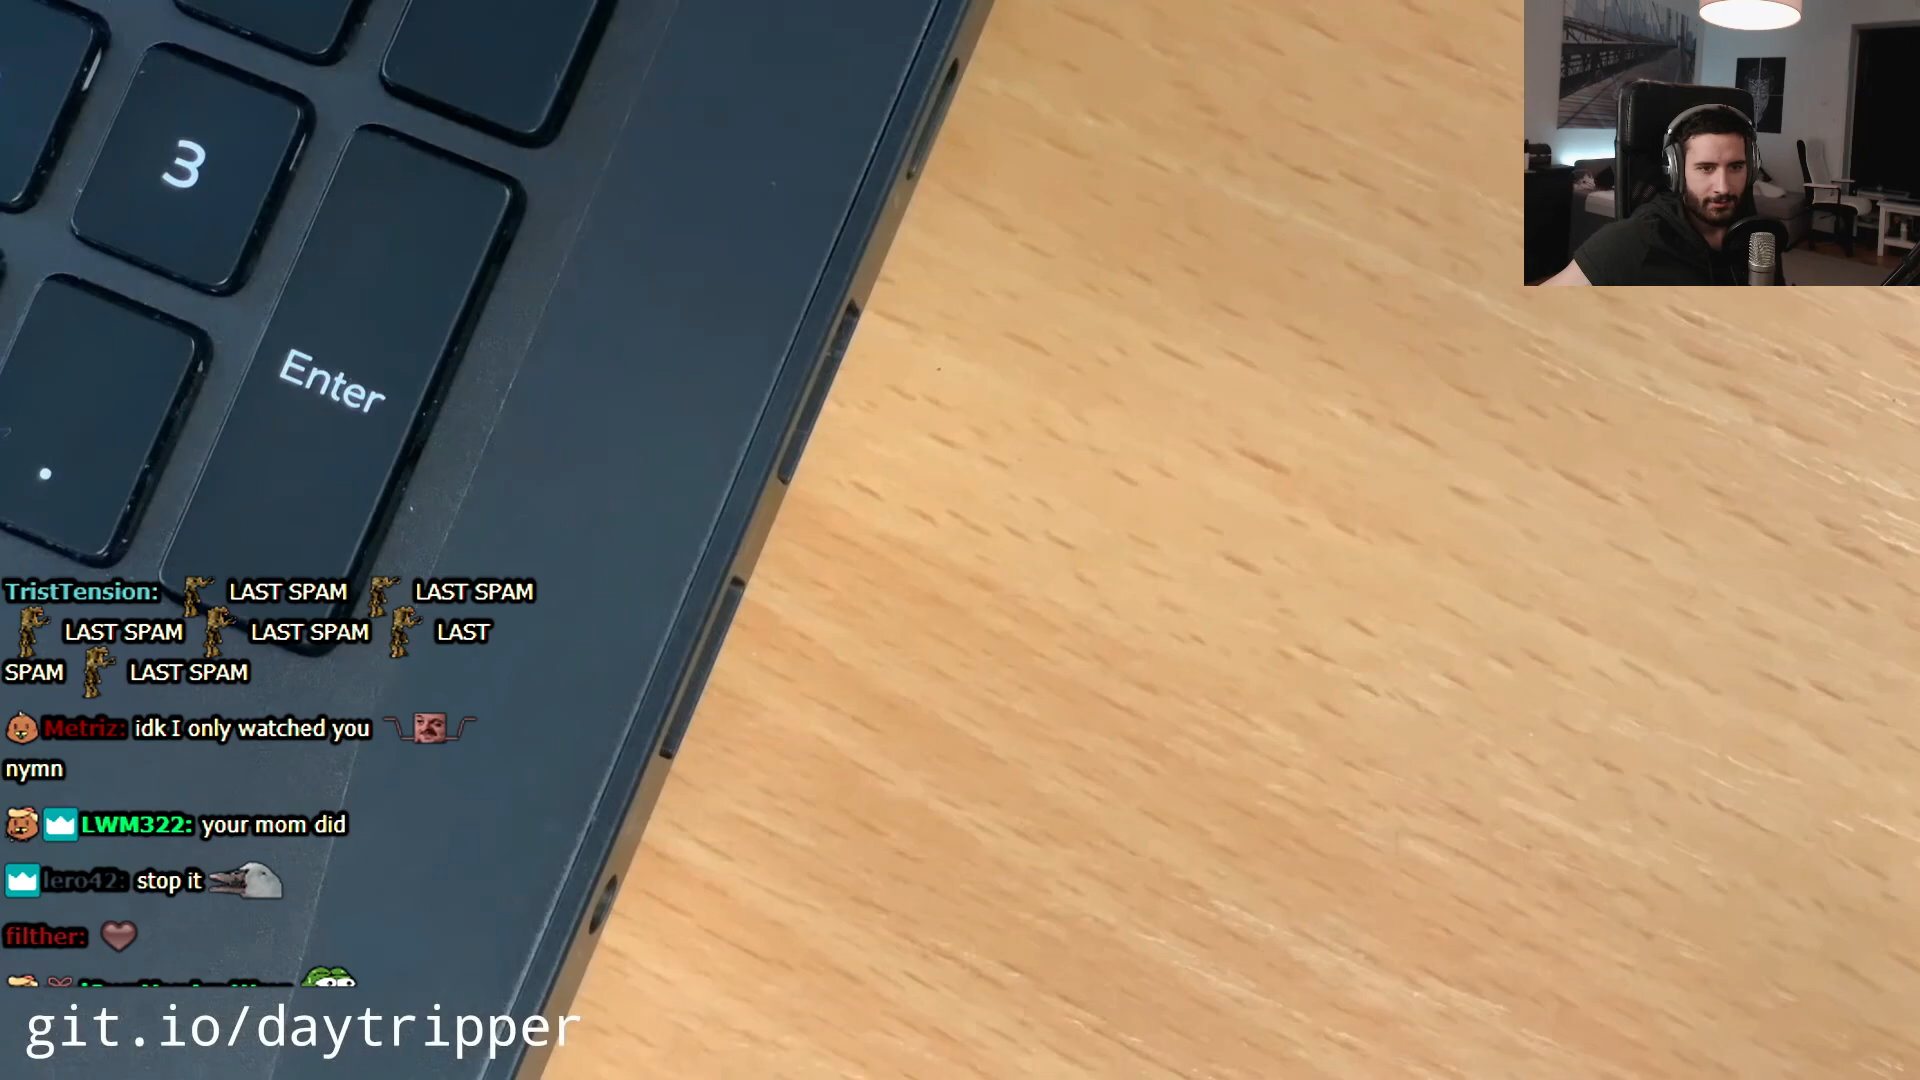 3
Enter
.
TristTension: LAST SPAM LAST SPAM
LAST SPAM LAST SPAM LAST
SPAM LAST SPAM
Metriz: idk I only watched you
nymn
LWM322: your mom did
lero42: stop it
filther:
git.io/daytripper